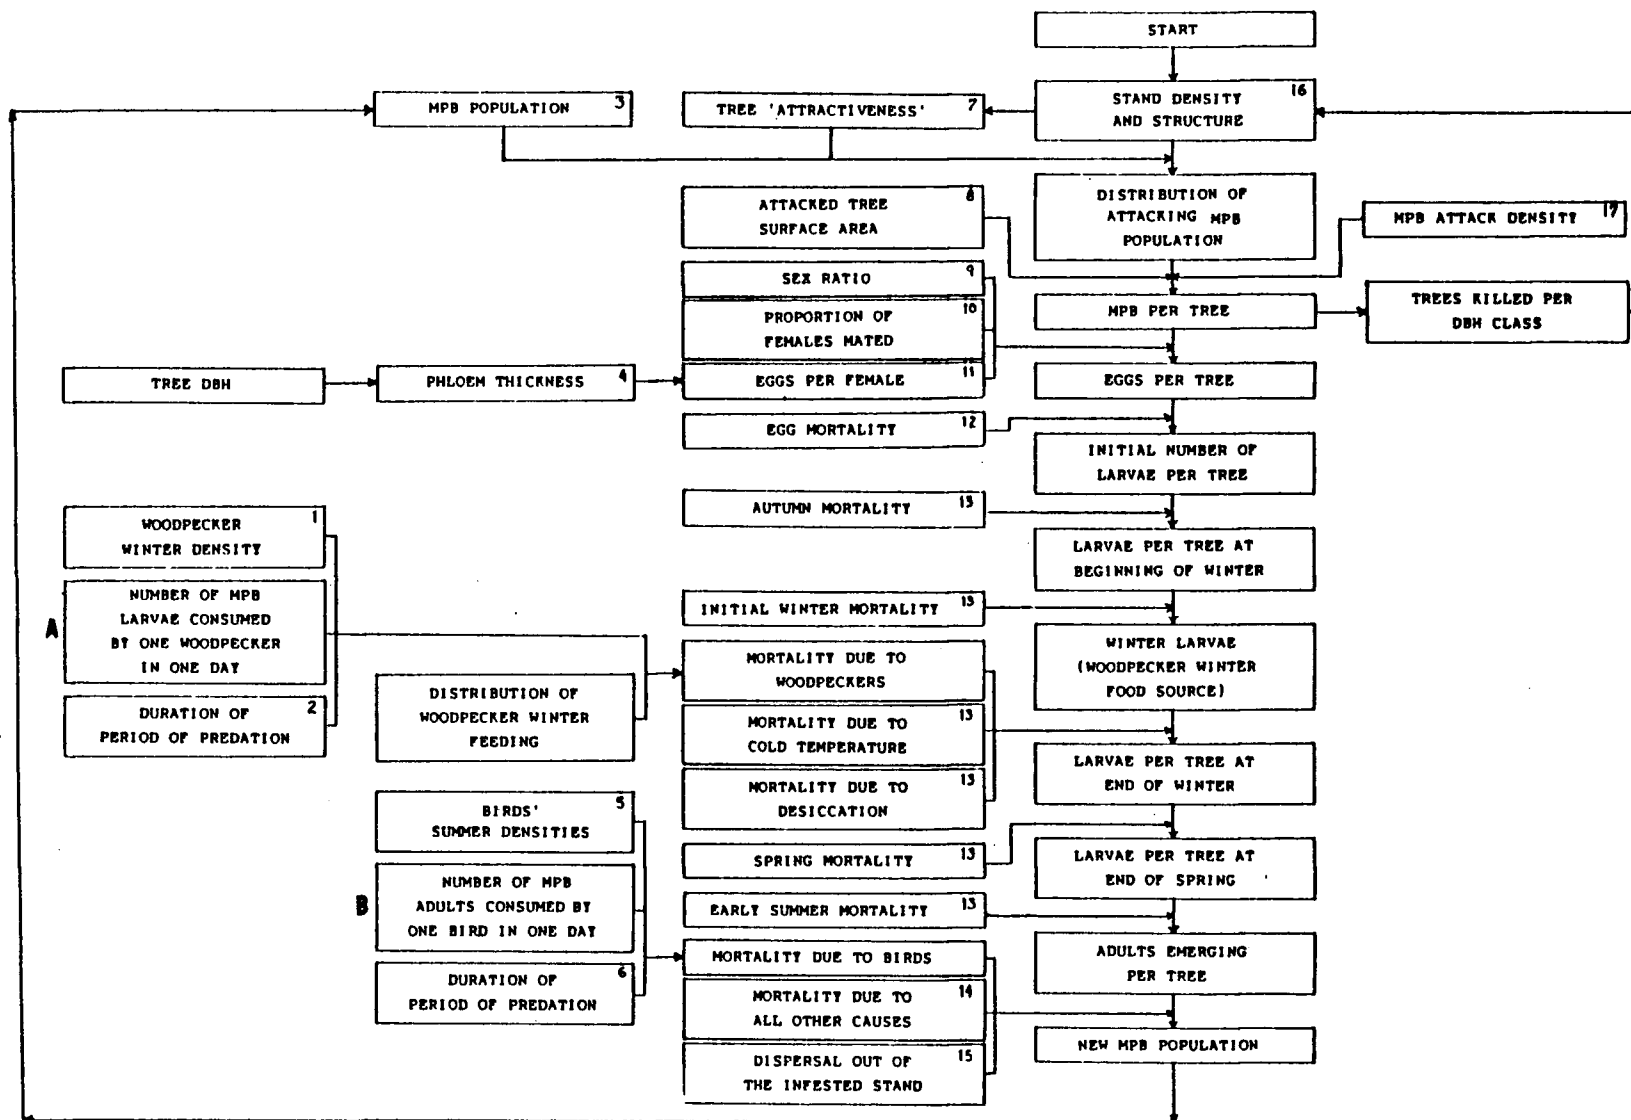 START
MPB POPULATION 3
TREE 'ATTRACTIVENESS' 7
STAND DENSITY 16
AND STRUCTURE
ATTACKED TREE 8
SURFACE AREA
DISTRIBUTION OF
ATTACKING MPB
POPULATION
MPB ATTACK DENSITY 17
SEX RATIO 9
PROPORTION OF 10
FEMALES MATED
MPB PER TREE
TREES KILLED PER
DBH CLASS
TREE DBH
PHLOEM THICKNESS 4
EGGS PER FEMALE 11
EGGS PER TREE
EGG MORTALITY 12
INITIAL NUMBER OF
LARVAE PER TREE
AUTUMN MORTALITY 13
WOODPECKER 1
WINTER DENSITY
LARVAE PER TREE AT
BEGINNING OF WINTER
A
NUMBER OF MPB
LARVAE CONSUMED
BY ONE WOODPECKER
IN ONE DAY
INITIAL WINTER MORTALITY 13
WINTER LARVAE
(WOODPECKER WINTER
FOOD SOURCE)
MORTALITY DUE TO
WOODPECKERS
DURATION OF 2
PERIOD OF PREDATION
DISTRIBUTION OF
WOODPECKER WINTER
FEEDING
MORTALITY DUE TO 13
COLD TEMPERATURE
LARVAE PER TREE AT
END OF WINTER
MORTALITY DUE TO 13
DESICCATION
BIRDS' 5
SUMMER DENSITIES
SPRING MORTALITY 13
LARVAE PER TREE AT
END OF SPRING
B
NUMBER OF MPB
ADULTS CONSUMED BY
ONE BIRD IN ONE DAY
EARLY SUMMER MORTALITY 13
MORTALITY DUE TO BIRDS
ADULTS EMERGING
PER TREE
DURATION OF 6
PERIOD OF PREDATION
MORTALITY DUE TO 14
ALL OTHER CAUSES
NEW MPB POPULATION
DISPERSAL OUT OF 15
THE INFESTED STAND